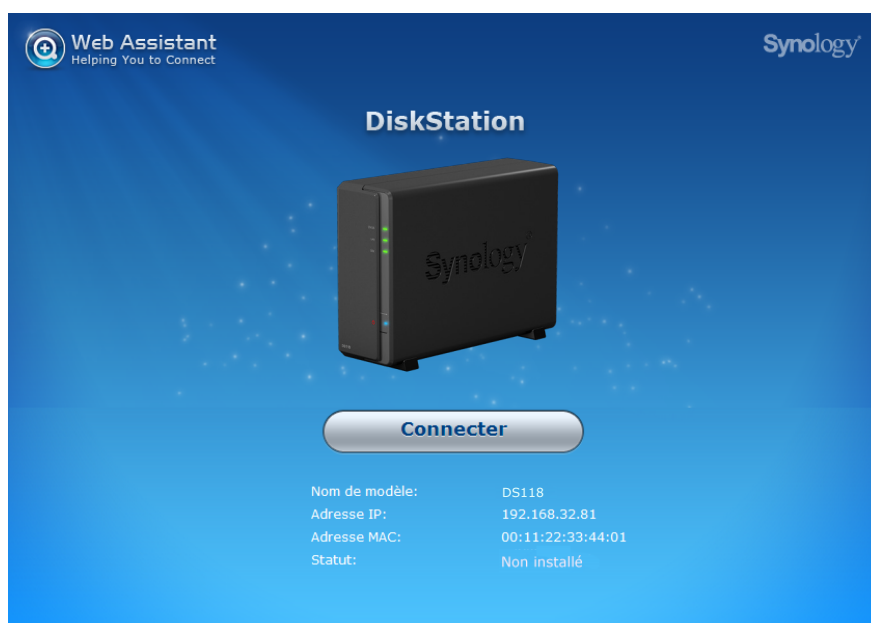 Web Assistant
Helping You to Connect
Synology
DiskStation
Synology
Connecter
Nom de modèle: DS118
Adresse IP: 192.168.32.81
Adresse MAC: 00:11:22:33:44:01
Statut: Non installé